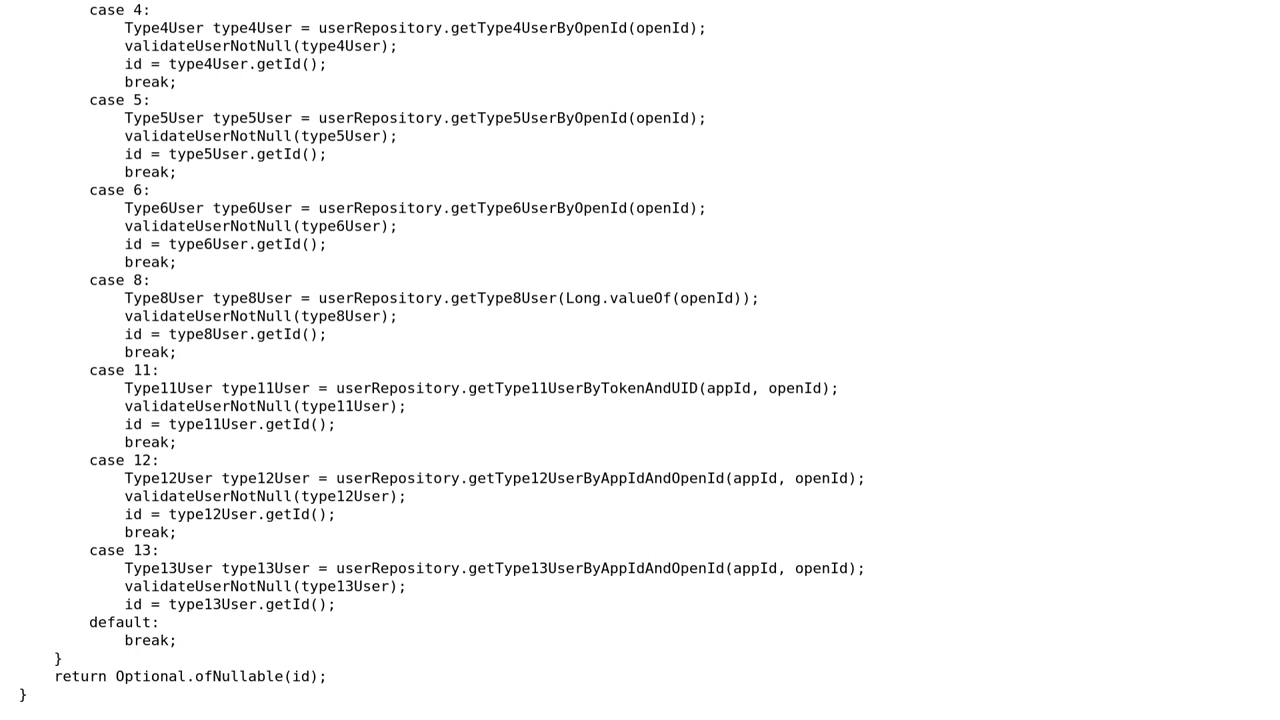 case 4:
Type4User type4User = userRepository.getType4UserByOpenId(openId);
validateUserNotNull(type4User);
id = type4User.getId();
break;
case 5:
Type5User type5User = userRepository.getType5UserByOpenId(openId);
validateUserNotNull(type5User);
id = type5User.getId();
break;
case 6:
Type6User type6User = userRepository.getType6UserByOpenId(openId);
validateUserNotNull(type6User);
id = type6User.getId();
break;
case 8:
Type8User type8User = userRepository.getType8User(Long.valueOf(openId));
validateUserNotNull(type8User);
id = type8User.getId();
break;
case 11:
Type11User type11User = userRepository.getType11UserByTokenAndUID(appId, openId);
validateUserNotNull(type11User);
id = type11User.getId();
break;
case 12:
Type12User type12User = userRepository.getType12UserByAppIdAndOpenId(appId, openId);
validateUserNotNull(type12User);
id = type12User.getId();
break;
case 13:
Type13User type13User = userRepository.getType13UserByAppIdAndOpenId(appId, openId);
validateUserNotNull(type13User);
id = type13User.getId();
default:
break;
}
return Optional.ofNullable(id);
}